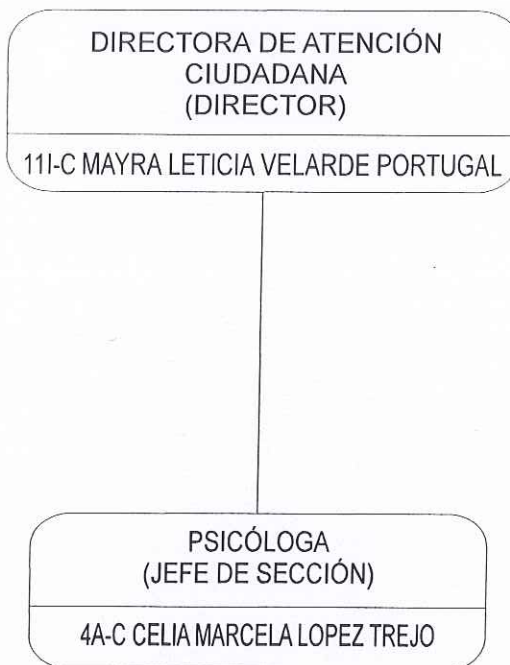 DIRECTORA DE ATENCIÓN
CIUDADANA
(DIRECTOR)
11I-C MAYRA LETICIA VELARDE PORTUGAL
PSICÓLOGA
(JEFE DE SECCIÓN)
4A-C CELIA MARCELA LOPEZ TREJO